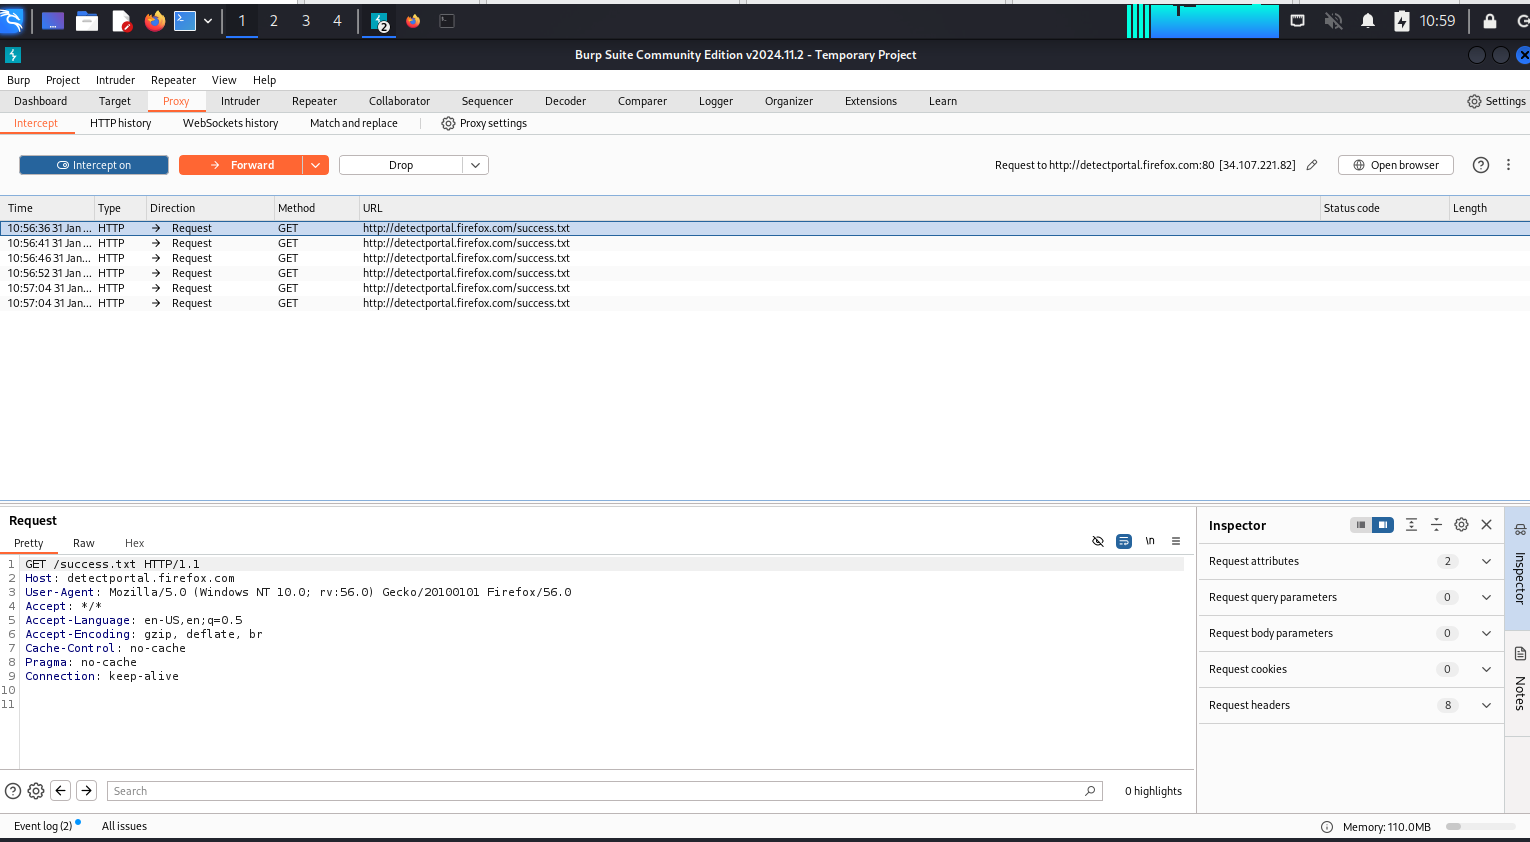 1 2 3 4 2 10:59
Burp Suite Community Edition v2024.11.2 - Temporary Project
Burp Project Intruder Repeater View Help
Dashboard Target Proxy Intruder Repeater Collaborator Sequencer Decoder Comparer Logger Organizer Extensions Learn Settings
Intercept HTTP history WebSockets history Match and replace Proxy settings
Intercept on Forward Drop Request to http://detectportal.firefox.com:80 [34.107.221.82] Open browser
Time Type Direction Method URL Status code Length
10:56:36 31 Jan ... HTTP → Request GET http://detectportal.firefox.com/success.txt
10:56:41 31 Jan ... HTTP → Request GET http://detectportal.firefox.com/success.txt
10:56:46 31 Jan... HTTP → Request GET http://detectportal.firefox.com/success.txt
10:56:52 31 Jan ... HTTP → Request GET http://detectportal.firefox.com/success.txt
10:57:04 31 Jan... HTTP → Request GET http://detectportal.firefox.com/success.txt
10:57:04 31 Jan... HTTP → Request GET http://detectportal.firefox.com/success.txt
Request
Pretty Raw Hex \n
1 GET /success.txt HTTP/1.1
2 Host: detectportal.firefox.com
3 User-Agent: Mozilla/5.0 (Windows NT 10.0; rv:56.0) Gecko/20100101 Firefox/56.0
4 Accept: */*
5 Accept-Language: en-US,en;q=0.5
6 Accept-Encoding: gzip, deflate, br
7 Cache-Control: no-cache
8 Pragma: no-cache
9 Connection: keep-alive
10
11
Search 0 highlights
Inspector
Request attributes 2
Request query parameters 0
Request body parameters 0
Request cookies 0
Request headers 8
Inspector
Notes
Event log (2) All issues Memory: 110.0MB